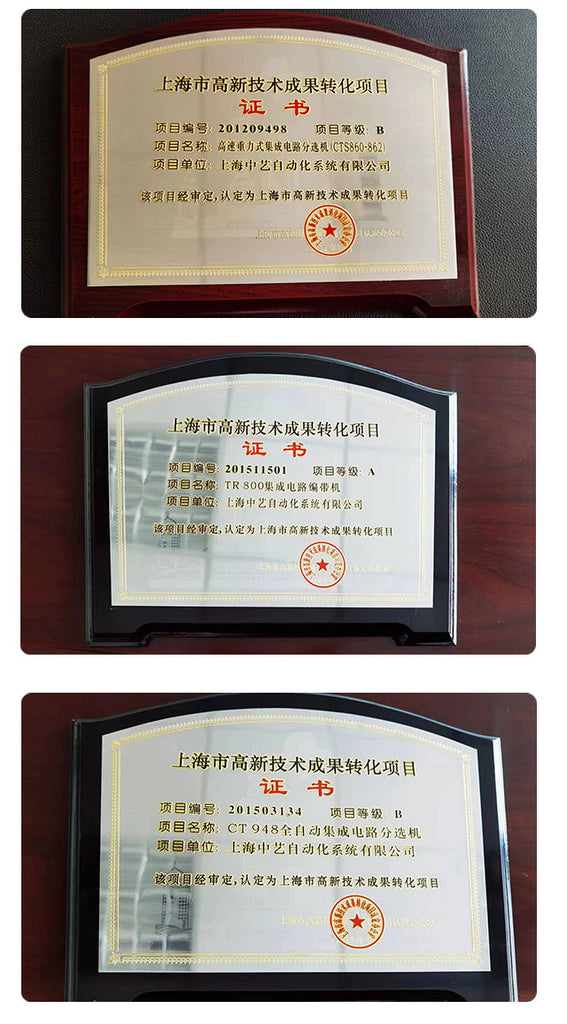 上海市高新技术成果转化项目
证书
项目编号: 201209498 项目等级: B
项目名称: 高速重力式集成电路分选机(CTS860-862)
项目单位: 上海中艺自动化系统有限公司
该项目经审定,认定为上海市高新技术成果转化项目
上海市高新技术成果转化项目
证书
项目编号: 201511501 项目等级: A
项目名称: TR 800集成电路编带机
项目单位: 上海中艺自动化系统有限公司
该项目经审定,认定为上海市高新技术成果转化项目
上海市高新技术成果转化项目
证书
项目编号: 201503134 项目等级: B
项目名称: CT 948全自动集成电路分选机
项目单位: 上海中艺自动化系统有限公司
该项目经审定,认定为上海市高新技术成果转化项目